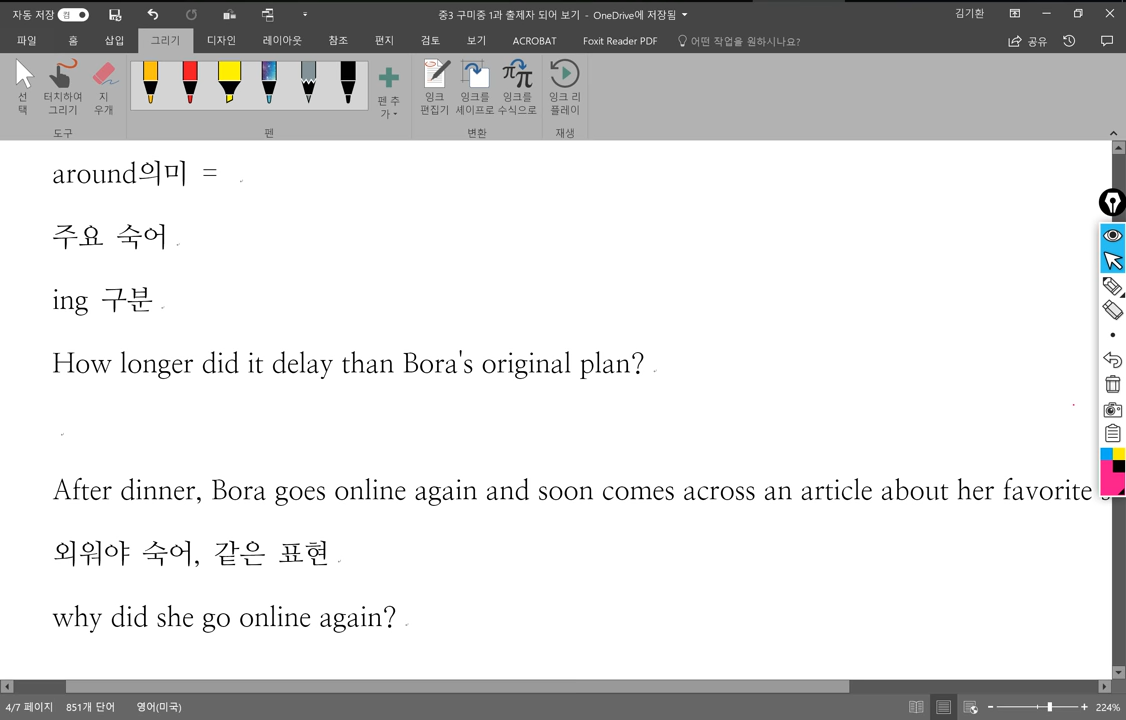 자동 저장 켬 중3 구미중 1과 출제자 되어 보기 - OneDrive에 저장됨 김기환
파일 홈 삽입 그리기 디자인 레이아웃 참조 편지 검토 보기 ACROBAT Foxit Reader PDF 어떤 작업을 원하시나요? 공유
선택 터치하여 그리기 지우개 펜 추가 잉크 편집기 잉크를 셰이프로 잉크를 수식으로 잉크 리플레이
도구 펜 변환 재생
around의미 =
주요 숙어
ing 구분
How longer did it delay than Bora's original plan?
After dinner, Bora goes online again and soon comes across an article about her favorite
외워야 숙어, 같은 표현
why did she go online again?
4/7 페이지 851개 단어 영어(미국) 224%